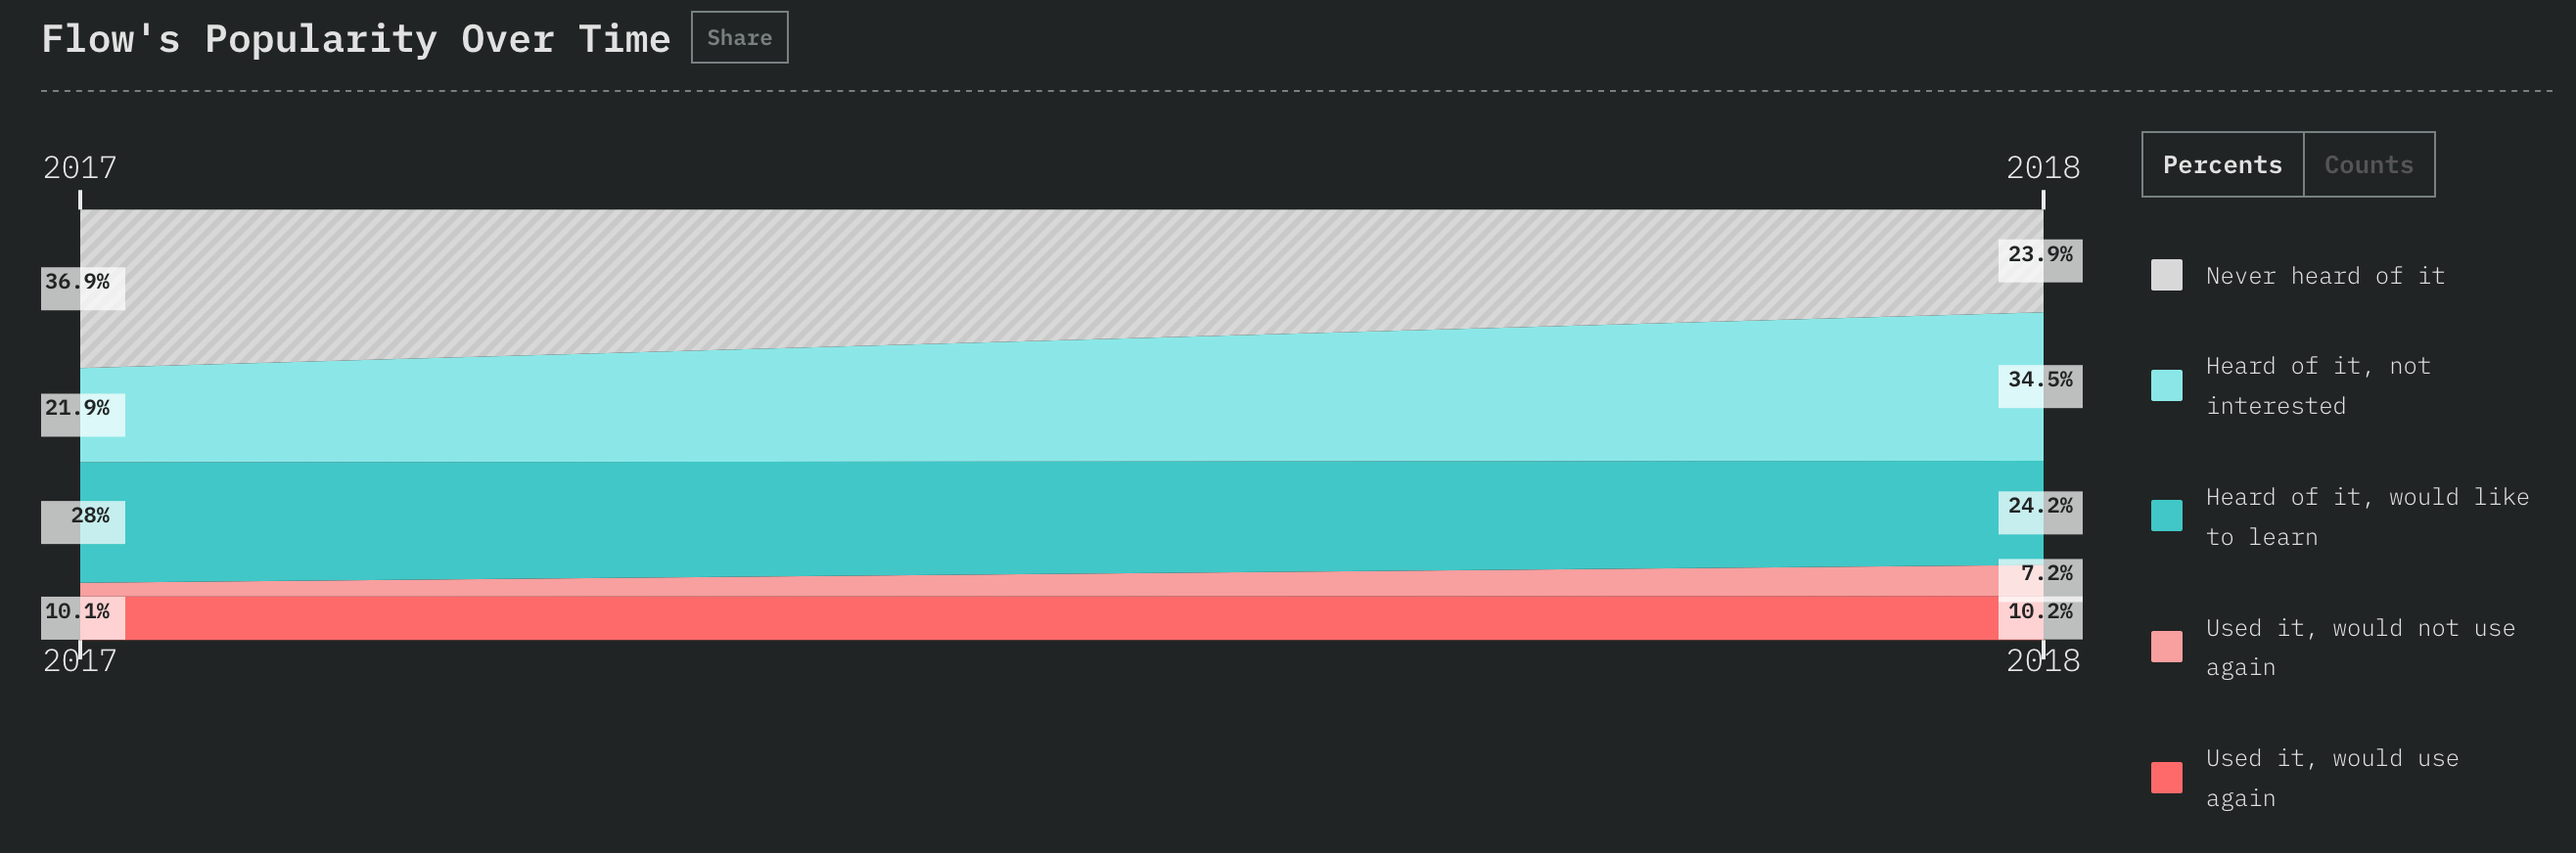 Flow's Popularity Over Time
Share
2017
2018
Percents
Counts
36.9%
23.9%
21.9%
34.5%
28%
24.2%
7.2%
10.1%
10.2%
2017
2018
Never heard of it
Heard of it, not
interested
Heard of it, would like
to learn
Used it, would not use
again
Used it, would use
again